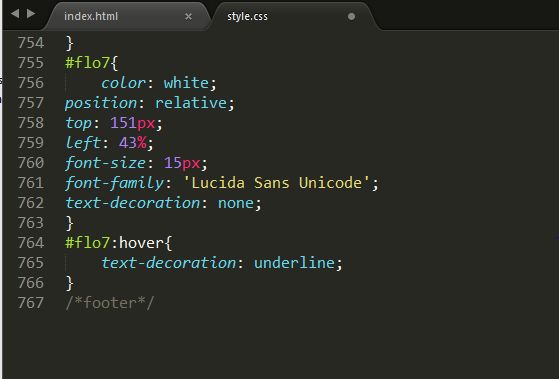 index.html × style.css
754 }
755 #flo7{
756     color: white;
757 position: relative;
758 top: 151px;
759 left: 43%;
760 font-size: 15px;
761 font-family: 'Lucida Sans Unicode';
762 text-decoration: none;
763 }
764 #flo7:hover{
765     text-decoration: underline;
766 }
767 /*footer*/